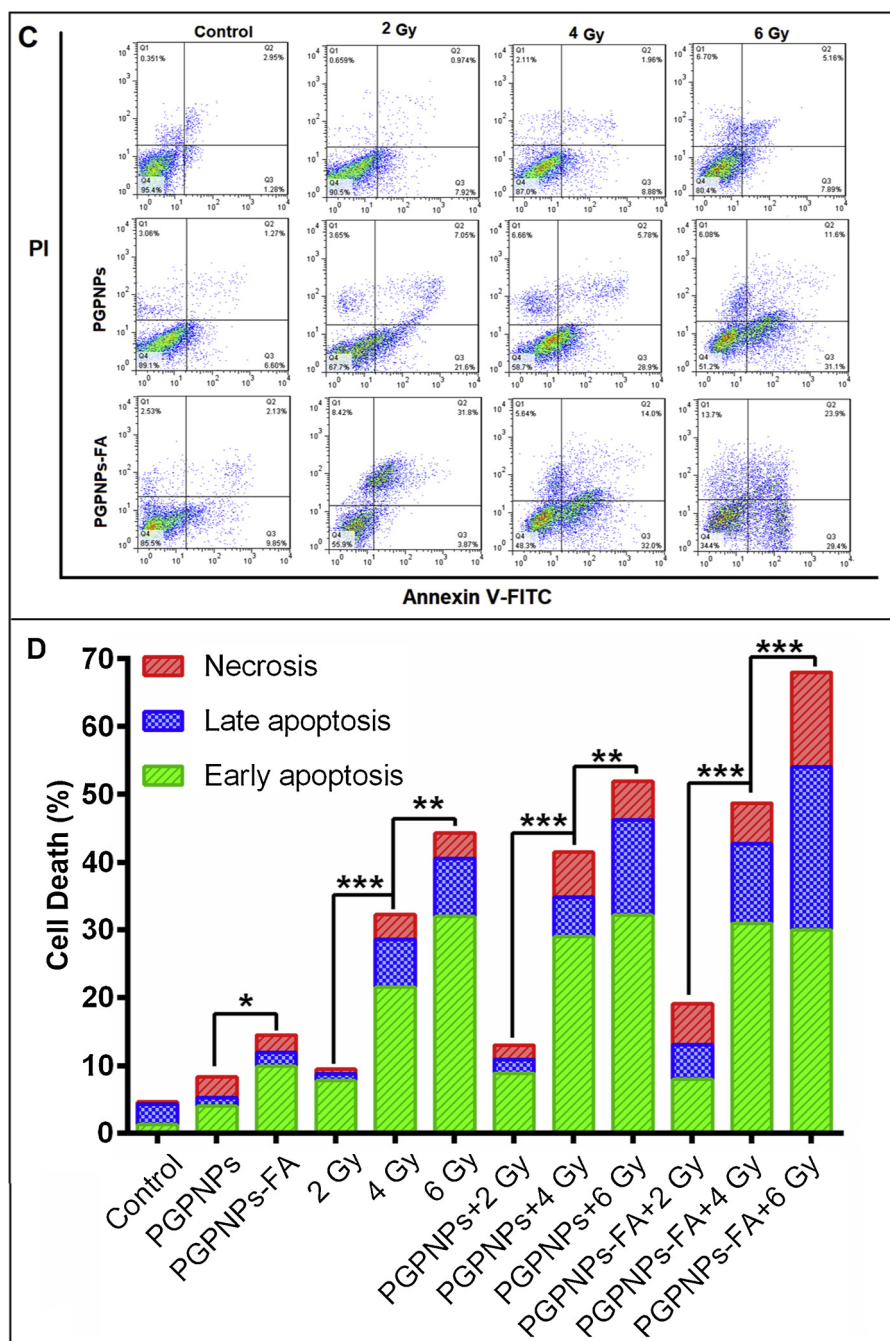 C
Control 2 Gy 4 Gy 6 Gy
Q1 0.351% Q2 2.95% Q4 95.4% Q3 1.28%
Q1 0.659% Q2 0.974% Q4 90.5% Q3 7.92%
Q1 2.11% Q2 1.96% Q4 87.0% Q3 8.88%
Q1 6.70% Q2 5.16% Q4 80.4% Q3 7.89%
PI
PGPNPs
Q1 3.06% Q2 1.27% Q4 89.1% Q3 6.60%
Q1 3.65% Q2 7.05% Q4 67.7% Q3 21.6%
Q1 6.66% Q2 5.78% Q4 58.7% Q3 28.9%
Q1 6.08% Q2 11.6% Q4 51.2% Q3 31.1%
PGPNPs-FA
Q1 2.53% Q2 2.13% Q4 85.5% Q3 9.85%
Q1 8.42% Q2 31.8% Q4 55.9% Q3 3.87%
Q1 5.64% Q2 14.0% Q4 48.3% Q3 32.0%
Q1 13.7% Q2 23.9% Q4 344% Q3 29.4%
10^0 10^1 10^2 10^3 10^4
Annexin V-FITC
D
Necrosis
Late apoptosis
Early apoptosis
Cell Death (%)
70
60
50
40
30
20
10
0
* *** ** *** ** *** ***
Control
PGPNPs
PGPNPs-FA
2 Gy
4 Gy
6 Gy
PGPNPs+2 Gy
PGPNPs+4 Gy
PGPNPs+6 Gy
PGPNPs-FA+2 Gy
PGPNPs-FA+4 Gy
PGPNPs-FA+6 Gy